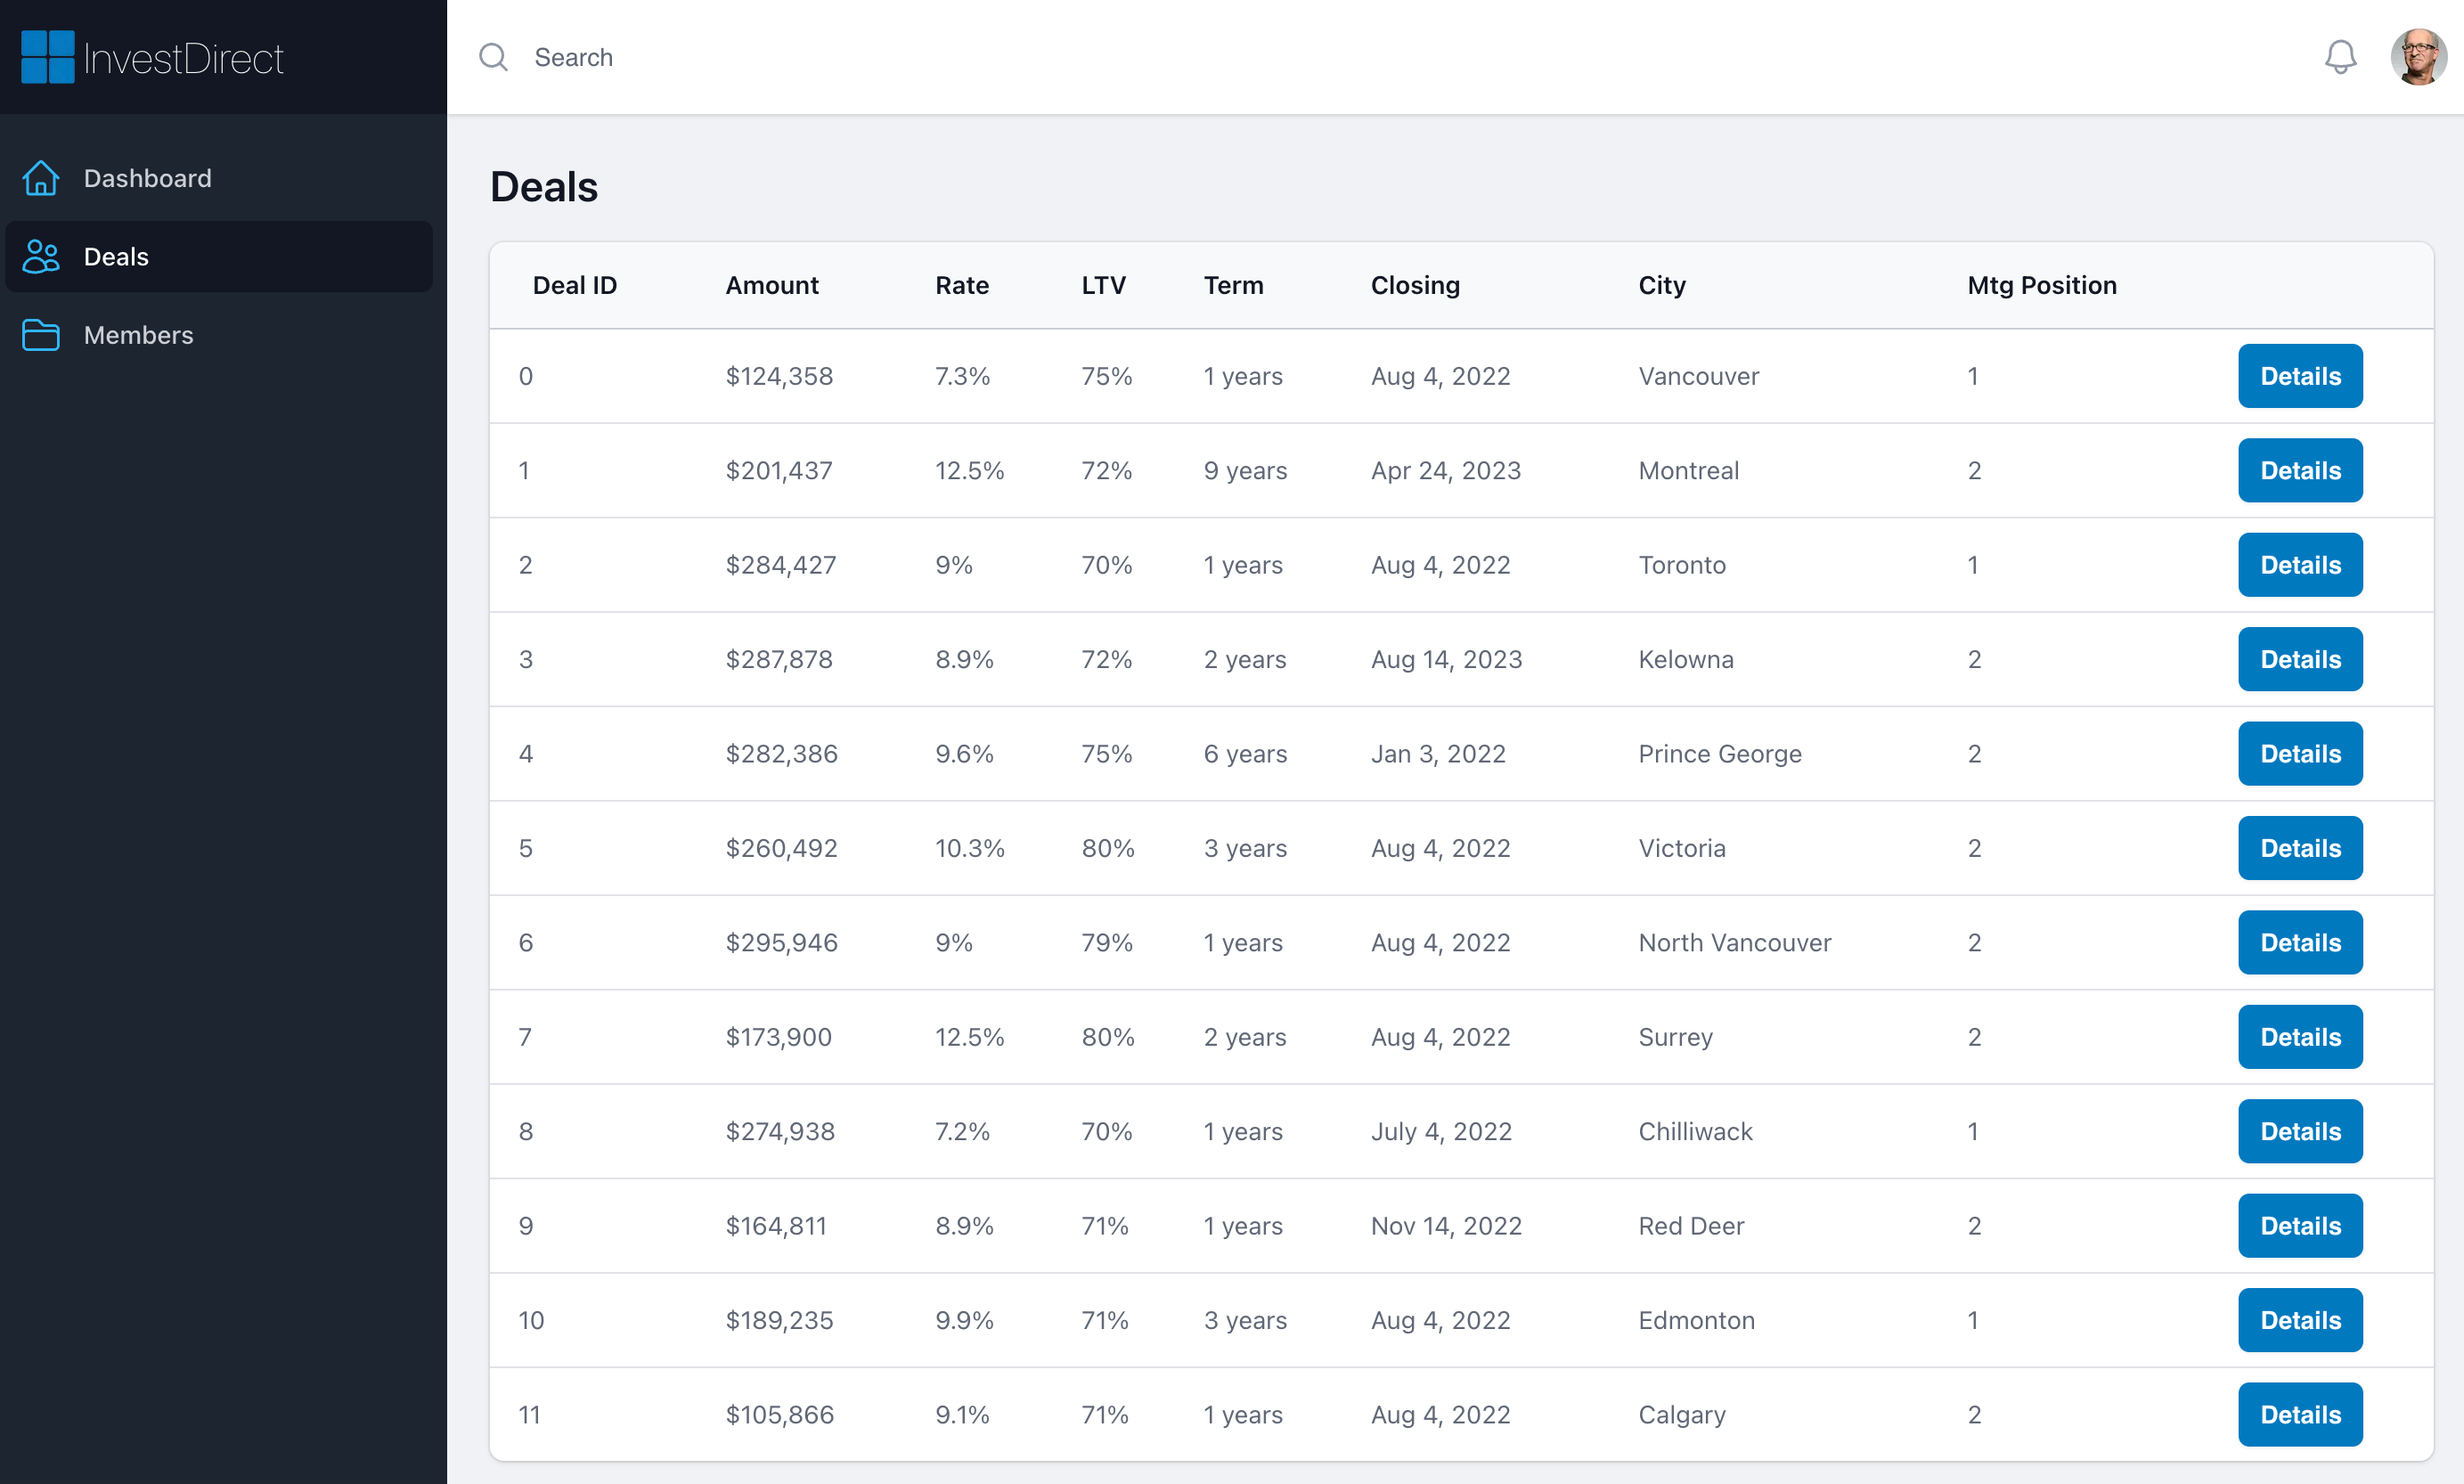 InvestDirect
Search
Dashboard
Deals
Members
Deals
Deal ID Amount Rate LTV Term Closing City Mtg Position
0 $124,358 7.3% 75% 1 years Aug 4, 2022 Vancouver 1 Details
1 $201,437 12.5% 72% 9 years Apr 24, 2023 Montreal 2 Details
2 $284,427 9% 70% 1 years Aug 4, 2022 Toronto 1 Details
3 $287,878 8.9% 72% 2 years Aug 14, 2023 Kelowna 2 Details
4 $282,386 9.6% 75% 6 years Jan 3, 2022 Prince George 2 Details
5 $260,492 10.3% 80% 3 years Aug 4, 2022 Victoria 2 Details
6 $295,946 9% 79% 1 years Aug 4, 2022 North Vancouver 2 Details
7 $173,900 12.5% 80% 2 years Aug 4, 2022 Surrey 2 Details
8 $274,938 7.2% 70% 1 years July 4, 2022 Chilliwack 1 Details
9 $164,811 8.9% 71% 1 years Nov 14, 2022 Red Deer 2 Details
10 $189,235 9.9% 71% 3 years Aug 4, 2022 Edmonton 1 Details
11 $105,866 9.1% 71% 1 years Aug 4, 2022 Calgary 2 Details